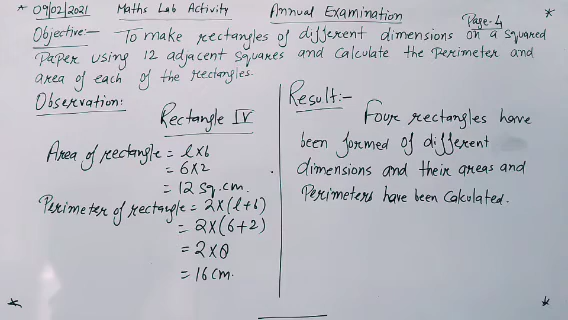 * 09/02/2021 Maths Lab Activity Annual Examination *
Page-4
Objective:— To make rectangles of different dimensions on a squared
Paper using 12 adjacent squares and calculate the perimeter and
area of each of the rectangles.
Observation:
Rectangle IV
Area of rectangle = l×b
= 6×2
= 12 sq.cm.
Perimeter of rectangle = 2×(l+b)
= 2×(6+2)
= 2×8
= 16 cm.
Result:—
Four rectangles have
been formed of different
dimensions and their areas and
Perimeters have been calculated.